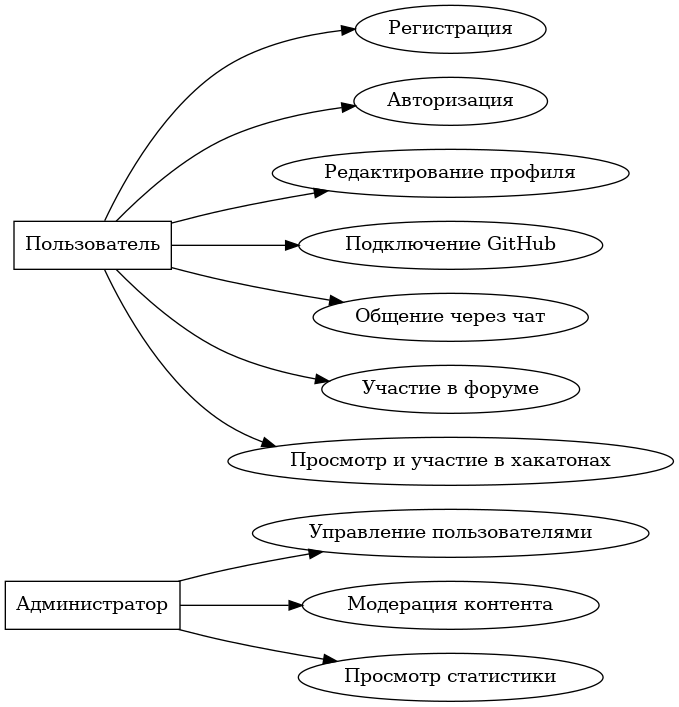 Регистрация
Авторизация
Редактирование профиля
Пользователь
Подключение GitHub
Общение через чат
Участие в форуме
Просмотр и участие в хакатонах
Управление пользователями
Администратор
Модерация контента
Просмотр статистики